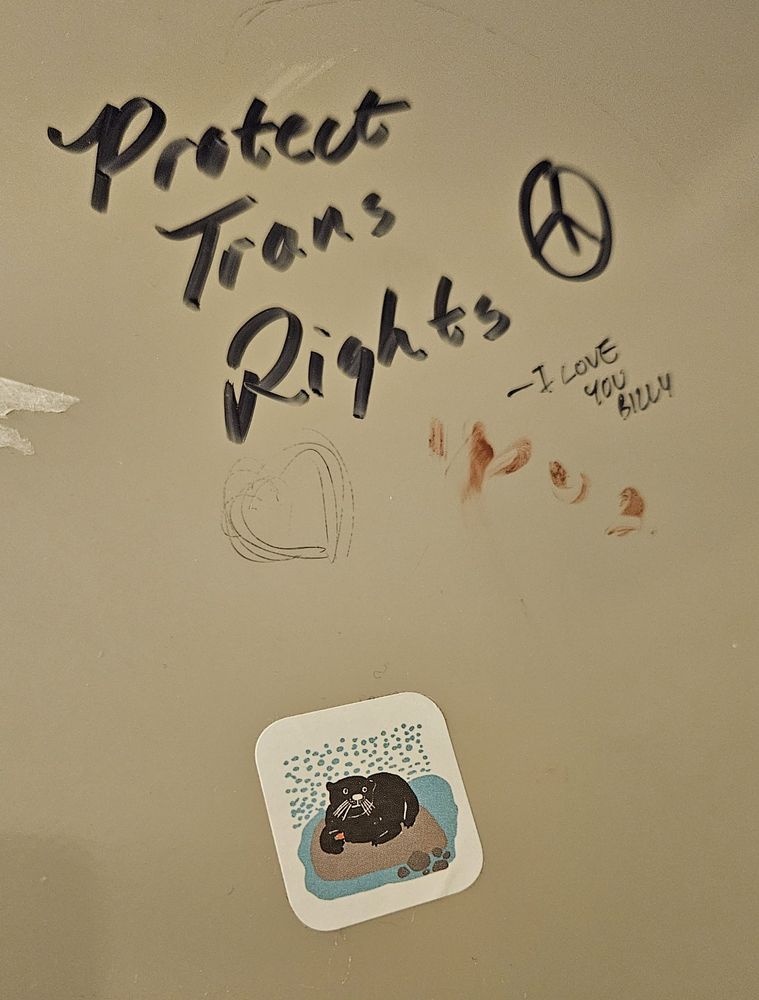 Protect
Trans
Rights
—I LOVE
YOU
BILLY